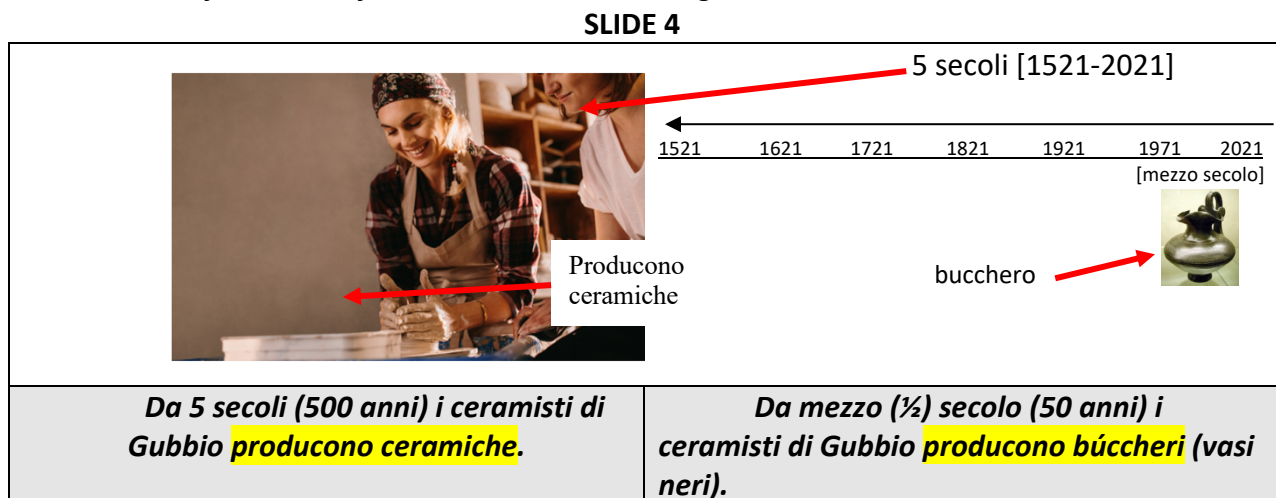 SLIDE 4
5 secoli [1521-2021]
1521 1621 1721 1821 1921 1971 2021
[mezzo secolo]
Producono
ceramiche
bucchero
Da 5 secoli (500 anni) i ceramisti di
Gubbio producono ceramiche.
Da mezzo (½) secolo (50 anni) i
ceramisti di Gubbio producono búccheri (vasi
neri).